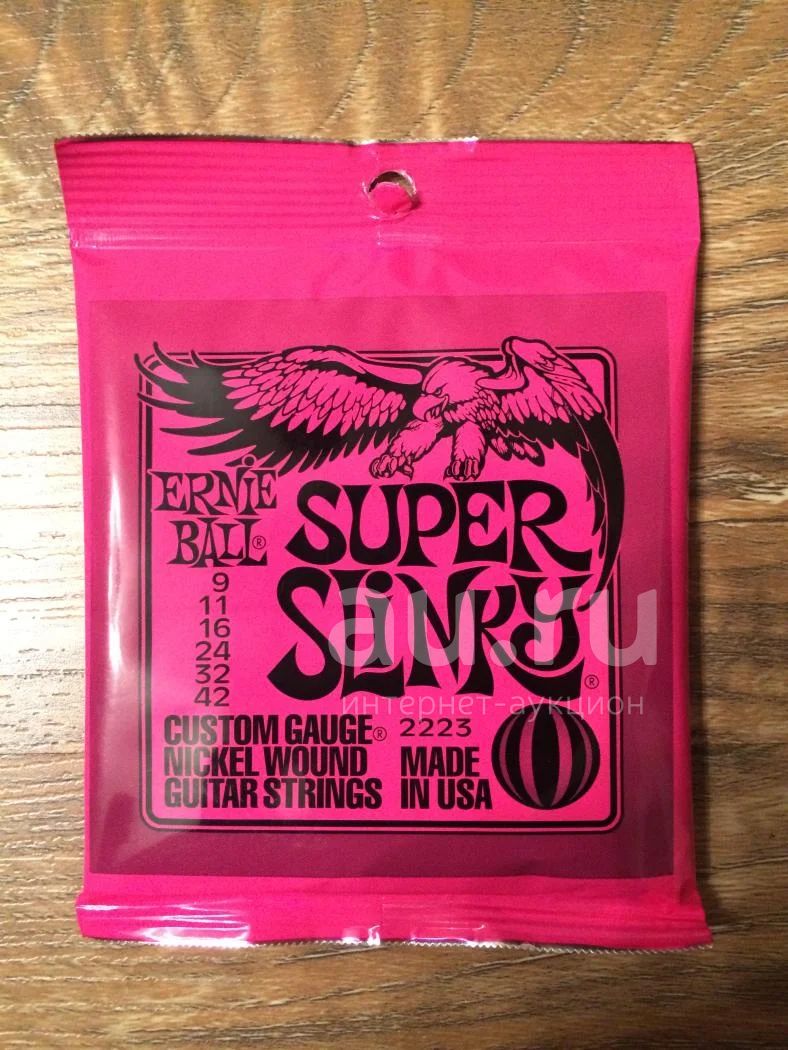 ERNIE
BALL®
SUPER
SLINKY®
9
11
16
24
32
42
au.ru
интернет-аукцион
CUSTOM GAUGE® 2223
NICKEL WOUND MADE
GUITAR STRINGS IN USA